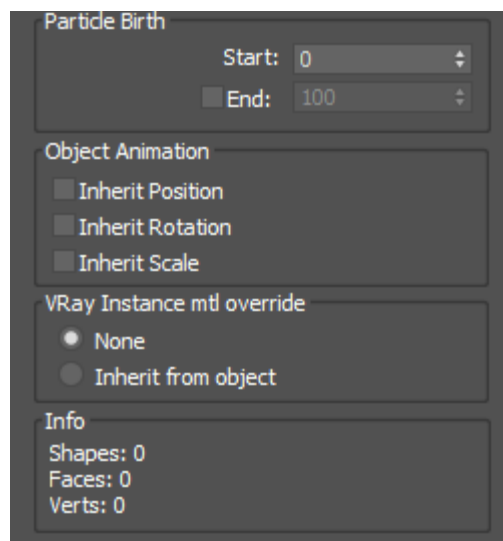 Particle Birth
Start: 0
End: 100
Object Animation
Inherit Position
Inherit Rotation
Inherit Scale
VRay Instance mtl override
None
Inherit from object
Info
Shapes: 0
Faces: 0
Verts: 0